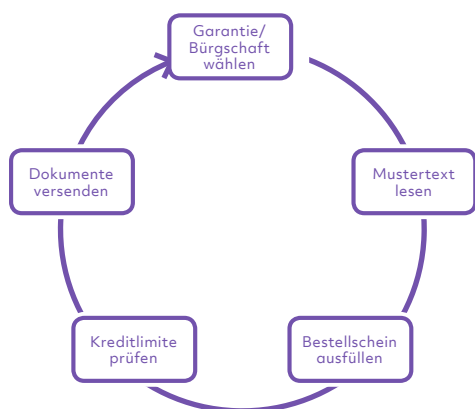 Garantie/
Bürgschaft
wählen
Mustertext
lesen
Bestellschein
ausfüllen
Kreditlimite
prüfen
Dokumente
versenden